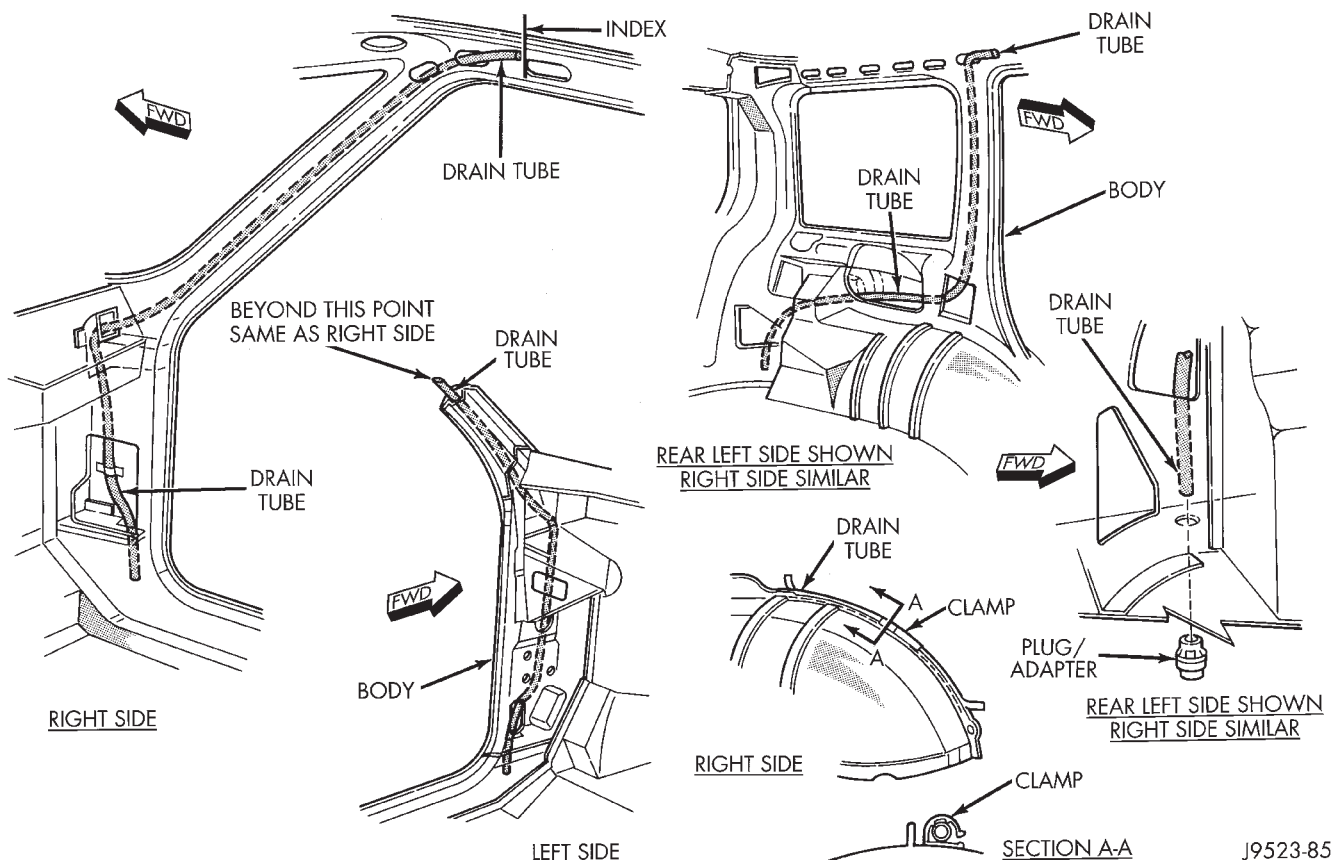 INDEX
FWD
DRAIN TUBE
BEYOND THIS POINT
SAME AS RIGHT SIDE
DRAIN
TUBE
DRAIN
TUBE
FWD
BODY
RIGHT SIDE
LEFT SIDE
DRAIN
TUBE
FWD
DRAIN
TUBE
BODY
DRAIN
TUBE
REAR LEFT SIDE SHOWN
RIGHT SIDE SIMILAR
FWD
DRAIN
TUBE
A
CLAMP
A
PLUG/
ADAPTER
REAR LEFT SIDE SHOWN
RIGHT SIDE SIMILAR
RIGHT SIDE
CLAMP
SECTION A-A
J9523-85